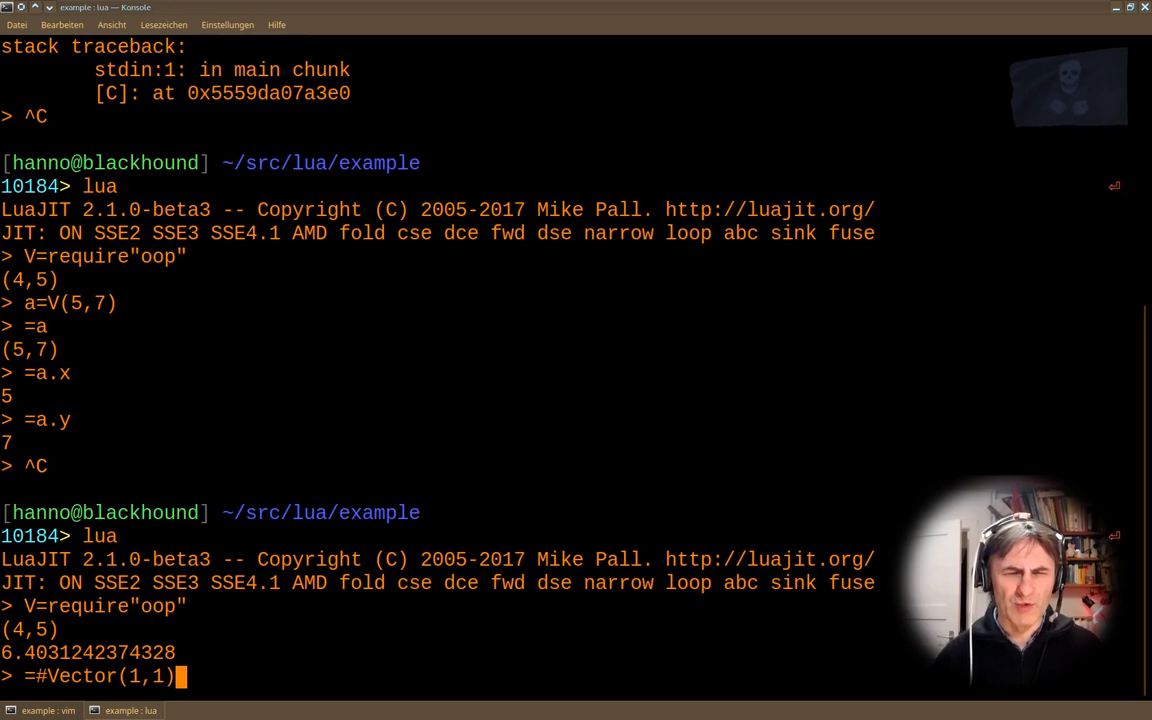 example : lua — Konsole
Datei Bearbeiten Ansicht Lesezeichen Einstellungen Hilfe
stack traceback:
        stdin:1: in main chunk
        [C]: at 0x5559da07a3e0
> ^C
[hanno@blackhound] ~/src/lua/example
10184> lua
LuaJIT 2.1.0-beta3 -- Copyright (C) 2005-2017 Mike Pall. http://luajit.org/
JIT: ON SSE2 SSE3 SSE4.1 AMD fold cse dce fwd dse narrow loop abc sink fuse
> V=require"oop"
(4,5)
> a=V(5,7)
> =a
(5,7)
> =a.x
5
> =a.y
7
> ^C
[hanno@blackhound] ~/src/lua/example
10184> lua
LuaJIT 2.1.0-beta3 -- Copyright (C) 2005-2017 Mike Pall. http://luajit.org/
JIT: ON SSE2 SSE3 SSE4.1 AMD fold cse dce fwd dse narrow loop abc sink fuse
> V=require"oop"
(4,5)
6.4031242374328
> =#Vector(1,1)
example : vim example : lua